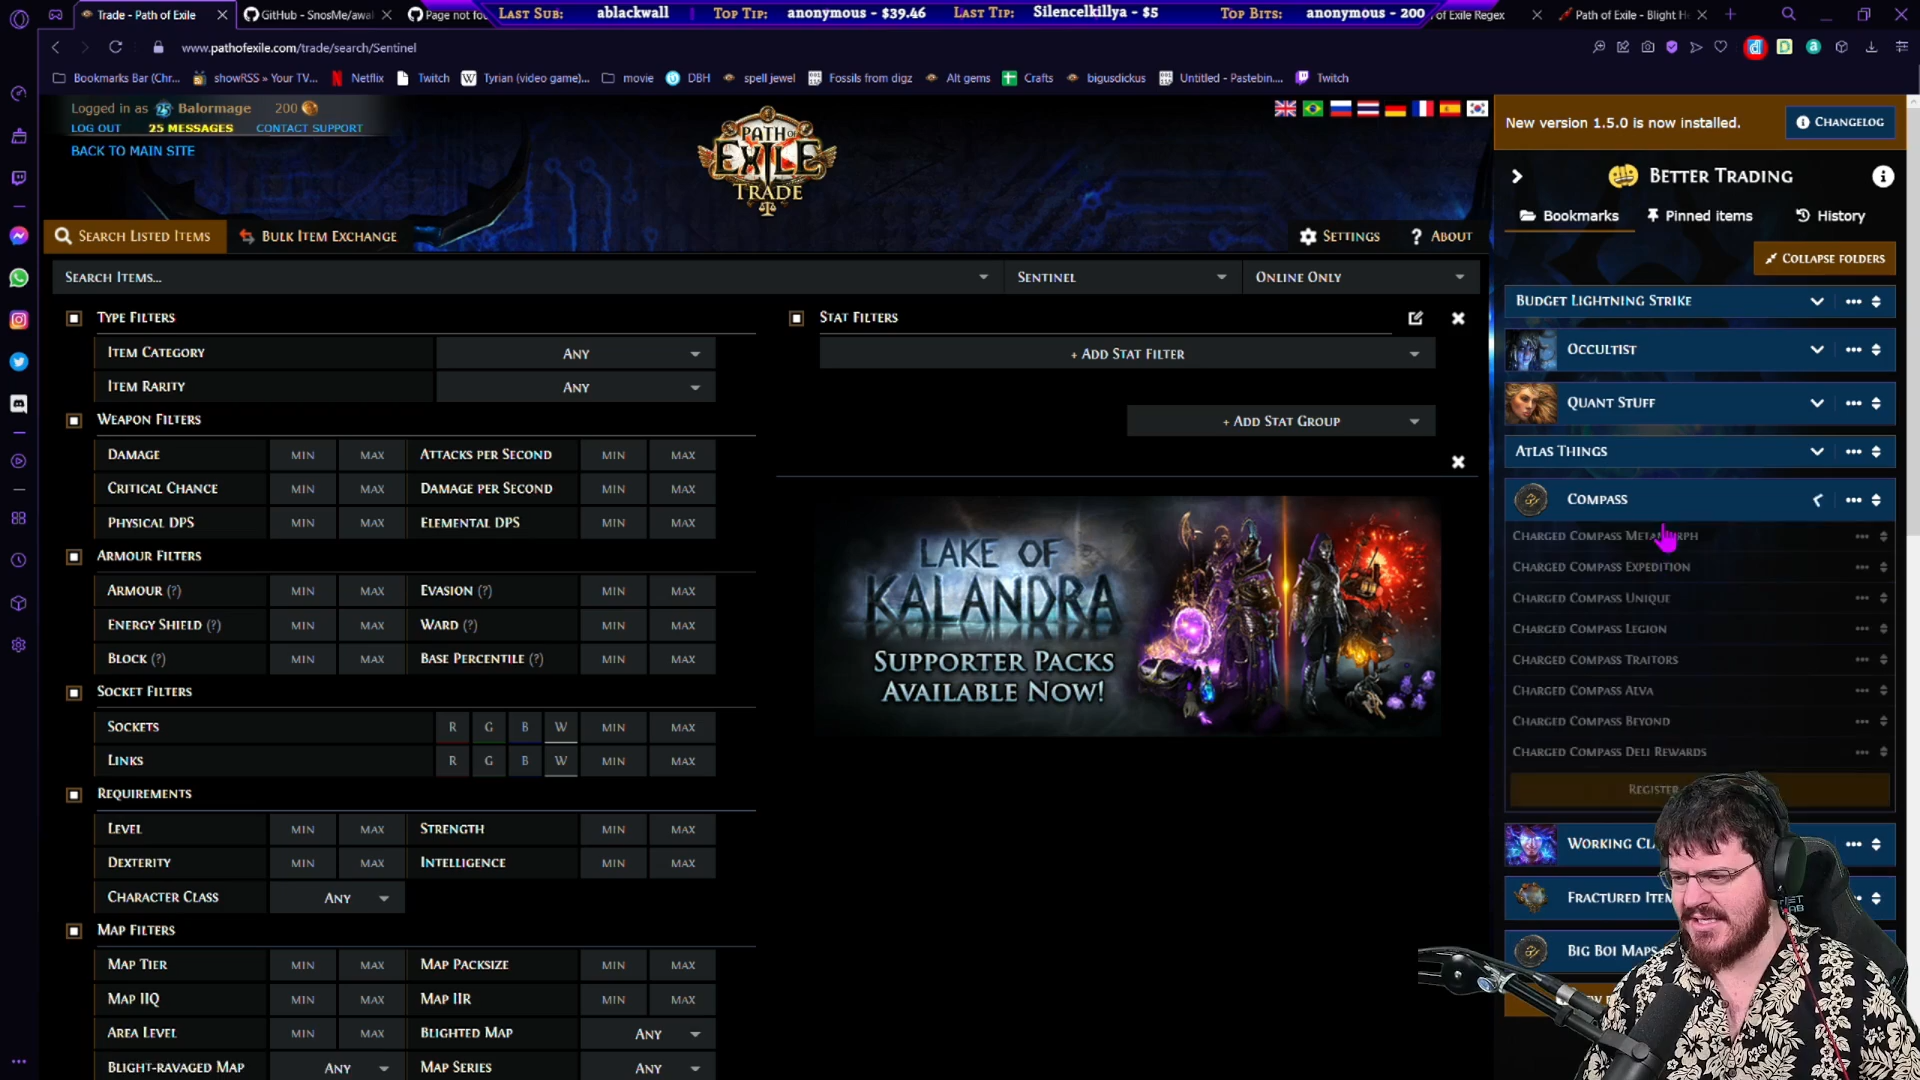 Trade - Path of Exile
GitHub - SnosMe/awal
Page not fou
Last Sub: ablackwall
Top Tip: anonymous - $39.46
Last Tip: Silencelkillya - $5
Top Bits: anonymous - 200
of Exile Regex
Path of Exile - Blight He
www.pathofexile.com/trade/search/Sentinel
Bookmarks Bar (Chr...
showRSS » Your TV...
Netflix
Twitch
Tyrian (video game)...
movie
DBH
spell jewel
Fossils from digz
Alt gems
Crafts
bigusdickus
Untitled - Pastebin....
Twitch
Logged in as Balormage 200
LOG OUT 25 MESSAGES CONTACT SUPPORT
BACK TO MAIN SITE
PATH OF EXILE TRADE
Search Listed Items
Bulk Item Exchange
Settings
? About
Search Items...
Sentinel
Online Only
Type Filters
Item Category Any
Item Rarity Any
Weapon Filters
Damage MIN MAX Attacks per Second MIN MAX
Critical Chance MIN MAX Damage per Second MIN MAX
Physical DPS MIN MAX Elemental DPS MIN MAX
Armour Filters
Armour (?) MIN MAX Evasion (?) MIN MAX
Energy Shield (?) MIN MAX Ward (?) MIN MAX
Block (?) MIN MAX Base Percentile (?) MIN MAX
Socket Filters
Sockets R G B W MIN MAX
Links R G B W MIN MAX
Requirements
Level MIN MAX Strength MIN MAX
Dexterity MIN MAX Intelligence MIN MAX
Character Class Any
Map Filters
Map Tier MIN MAX Map Packsize MIN MAX
Map IIQ MIN MAX Map IIR MIN MAX
Area Level MIN MAX Blighted Map Any
Blight-ravaged Map Any Map Series Any
Stat Filters
+ Add Stat Filter
+ Add Stat Group
LAKE OF
KALANDRA
SUPPORTER PACKS
AVAILABLE NOW!
New version 1.5.0 is now installed.
Changelog
Better Trading
Bookmarks
Pinned items
History
Collapse folders
Budget Lightning Strike
Occultist
Quant Stuff
Atlas Things
Compass
Charged Compass Metamorph
Charged Compass Expedition
Charged Compass Unique
Charged Compass Legion
Charged Compass Traitors
Charged Compass Alva
Charged Compass Beyond
Charged Compass Deli Rewards
Register
Working Cl
Fractured Item
Big Boi Maps